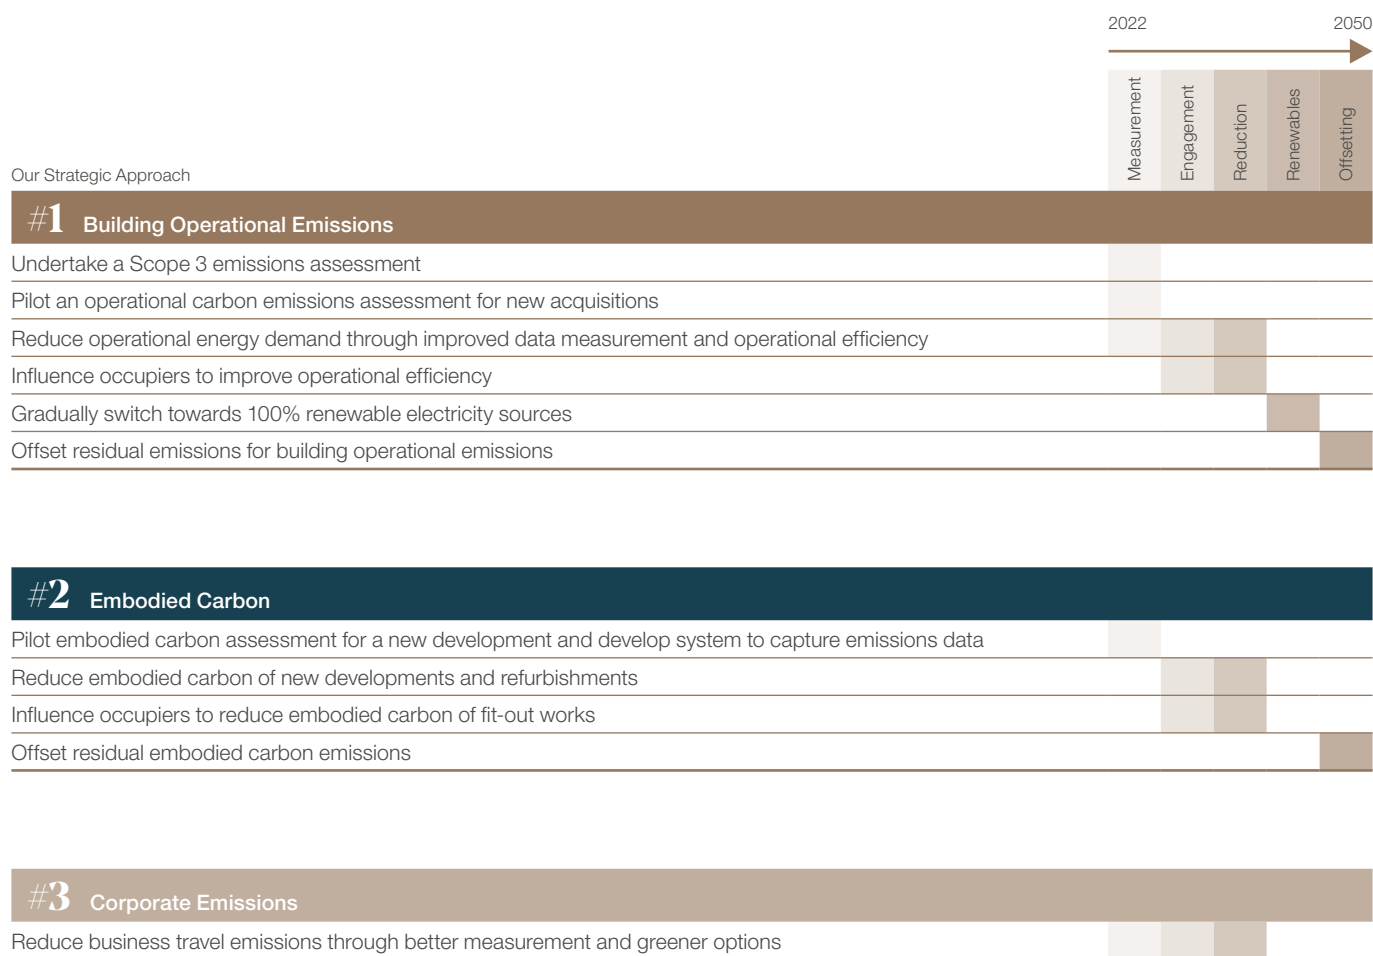 2022 2050
Measurement
Engagement
Reduction
Renewables
Offsetting
Our Strategic Approach
#1 Building Operational Emissions
Undertake a Scope 3 emissions assessment
Pilot an operational carbon emissions assessment for new acquisitions
Reduce operational energy demand through improved data measurement and operational efficiency
Influence occupiers to improve operational efficiency
Gradually switch towards 100% renewable electricity sources
Offset residual emissions for building operational emissions
#2 Embodied Carbon
Pilot embodied carbon assessment for a new development and develop system to capture emissions data
Reduce embodied carbon of new developments and refurbishments
Influence occupiers to reduce embodied carbon of fit-out works
Offset residual embodied carbon emissions
#3 Corporate Emissions
Reduce business travel emissions through better measurement and greener options